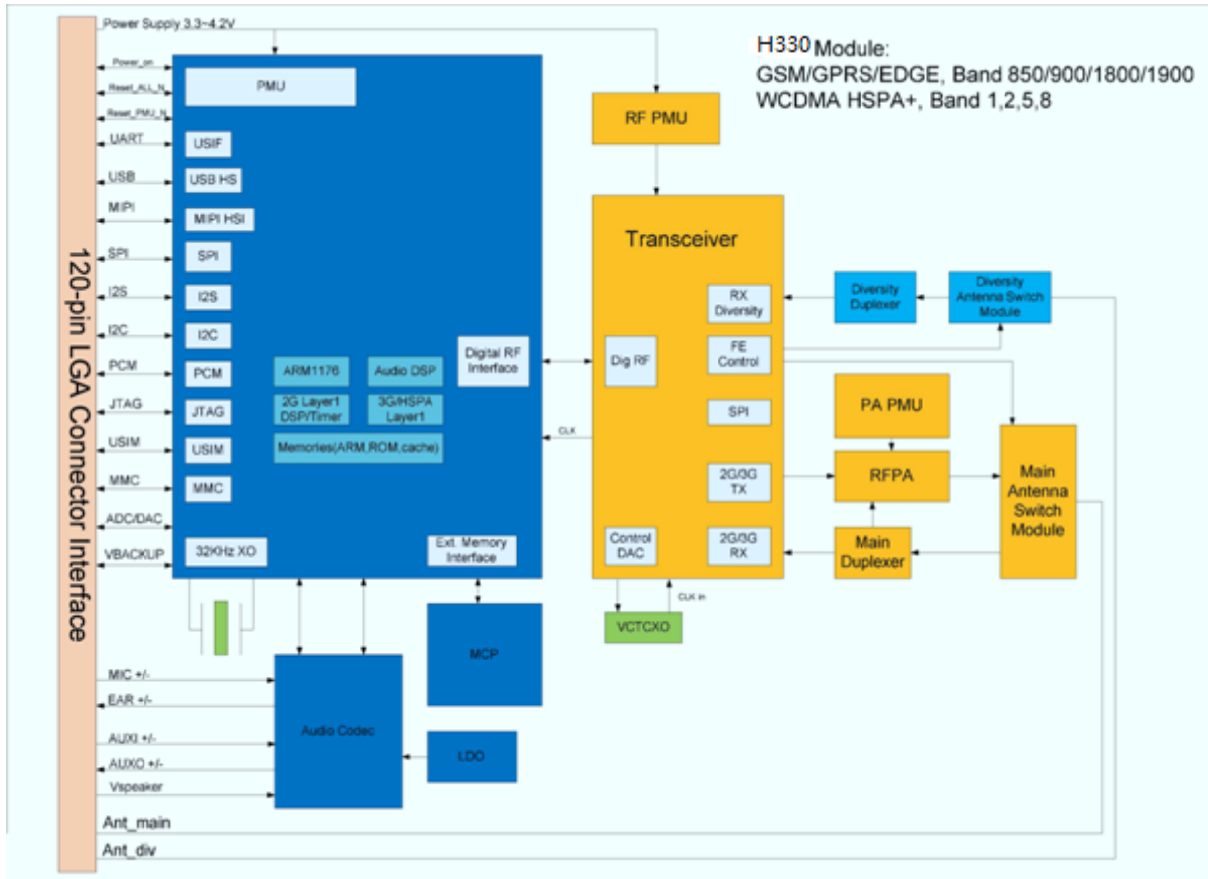 Power Supply 3.3~4.2V
H330 Module:
GSM/GPRS/EDGE, Band 850/900/1800/1900
WCDMA HSPA+, Band 1,2,5,8
120-pin LGA Connector Interface
Power_on
Reset_ALL_N
Reset_PMU_N
UART
USB
MIPI
SPI
I2S
I2C
PCM
JTAG
USIM
MMC
ADC/DAC
VBACKUP
PMU
USIF
USB HS
MIPI HSI
SPI
I2S
I2C
PCM
JTAG
USIM
MMC
32KHz XO
ARM1176
Audio DSP
2G Layer1
DSP/Timer
3G/HSPA
Layer1
Memories(ARM,ROM,cache)
Digital RF
Interface
Ext. Memory
Interface
CLK
RF PMU
Transceiver
RX
Diversity
Dig RF
FE
Control
SPI
2G/3G
TX
Control
DAC
2G/3G
RX
CLK in
VCTCXO
Diversity
Duplexer
Diversity
Antenna Switch
Module
PA PMU
RFPA
Main
Duplexer
Main
Antenna
Switch
Module
MCP
Audio Codec
LDO
MIC +/-
EAR +/-
AUXI +/-
AUXO +/-
Vspeaker
Ant_main
Ant_div